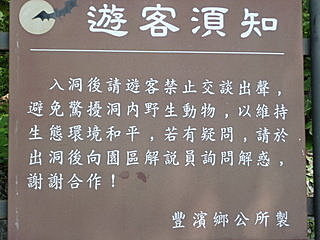 遊客須知
入洞後請遊客禁止交談出聲，
避免驚擾洞內野生動物，以維持
生態環境和平，若有疑問，請於
出洞後向園區解說員詢問解惑，
謝謝合作！
豐濱鄉公所製